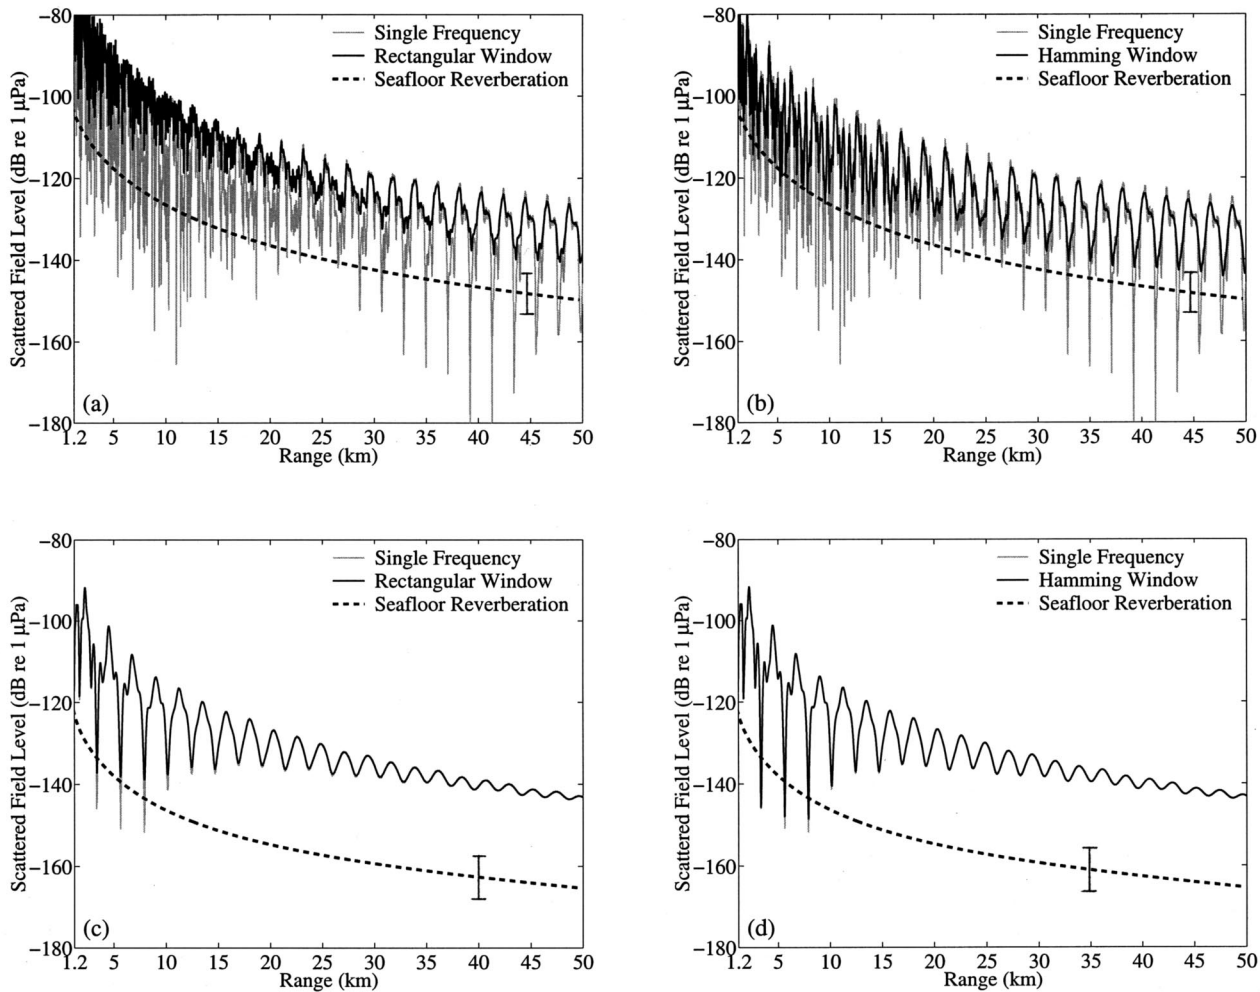 −80
−100
−120
−140
−160
−180
Scattered Field Level (dB re 1 μPa)
Single Frequency
Rectangular Window
Seafloor Reverberation
(a)
1.2 5 10 15 20 25 30 35 40 45 50
Range (km)
−80
−100
−120
−140
−160
−180
Scattered Field Level (dB re 1 μPa)
Single Frequency
Hamming Window
Seafloor Reverberation
(b)
1.2 5 10 15 20 25 30 35 40 45 50
Range (km)
−80
−100
−120
−140
−160
−180
Scattered Field Level (dB re 1 μPa)
Single Frequency
Rectangular Window
Seafloor Reverberation
(c)
1.2 5 10 15 20 25 30 35 40 45 50
Range (km)
−80
−100
−120
−140
−160
−180
Scattered Field Level (dB re 1 μPa)
Single Frequency
Hamming Window
Seafloor Reverberation
(d)
1.2 5 10 15 20 25 30 35 40 45 50
Range (km)